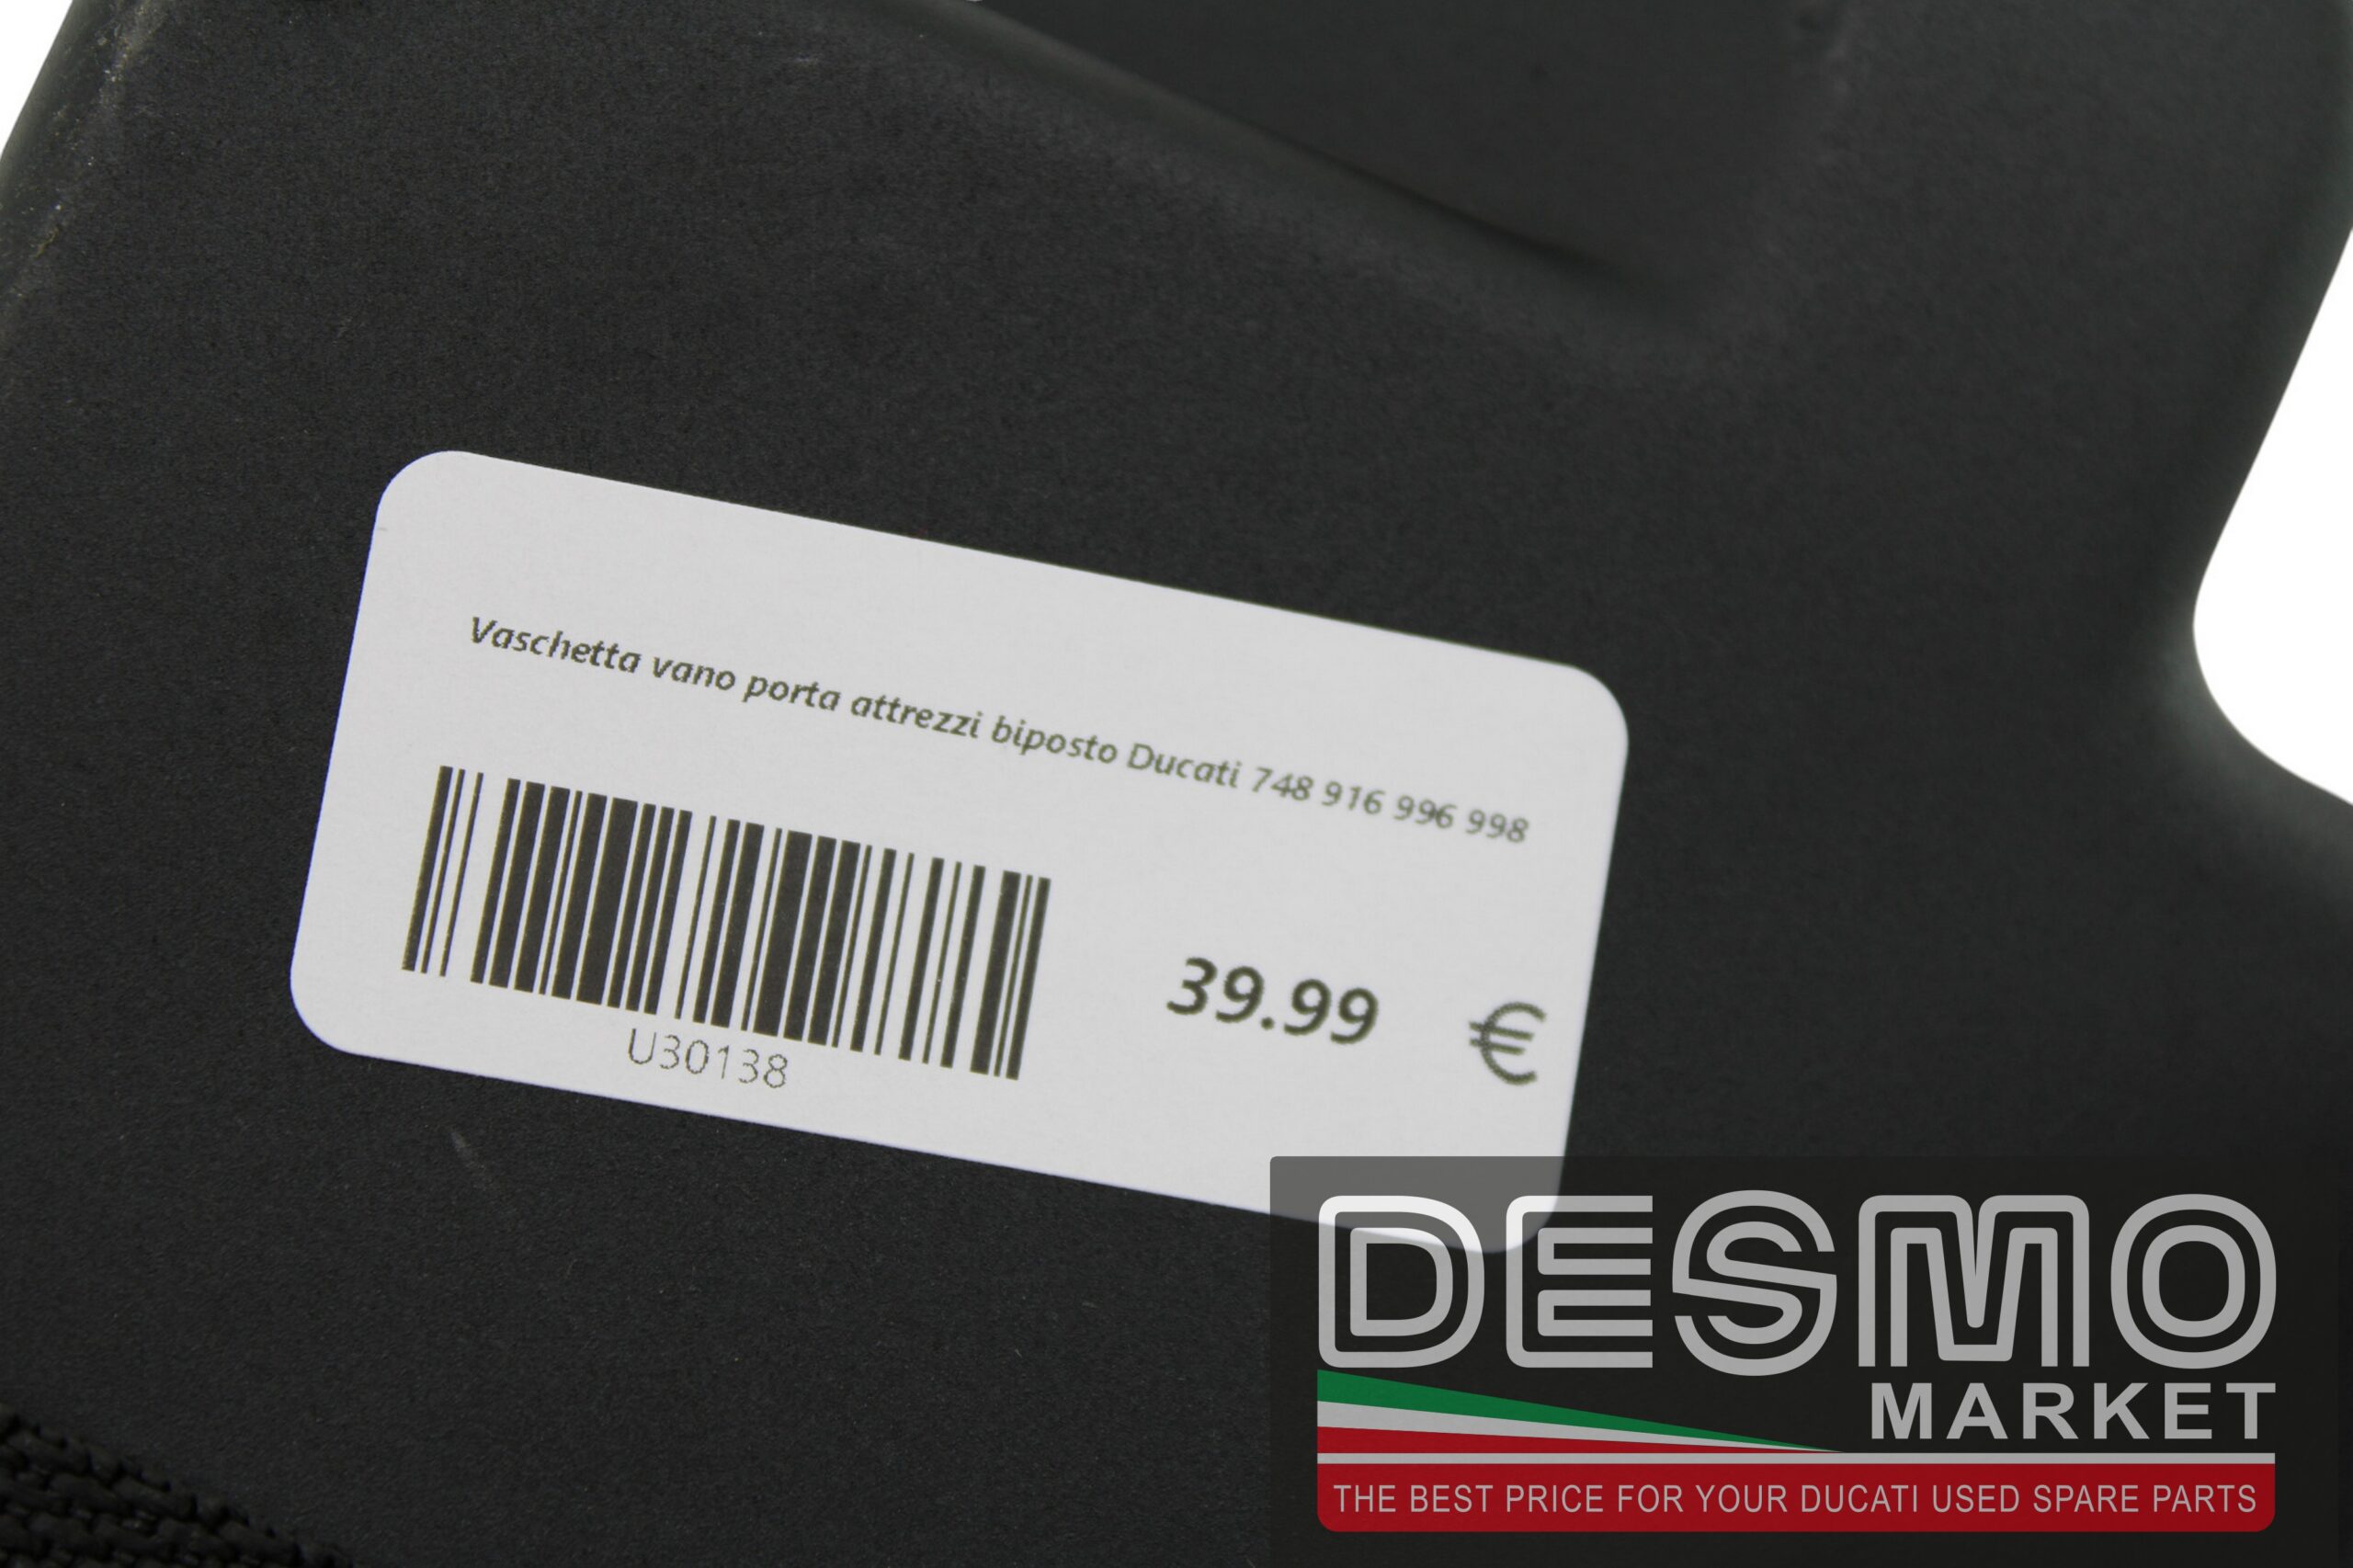 Vaschetta vano porta attrezzi biposto Ducati 748 916 996 998
39.99 €
U30138
DESMO
MARKET
THE BEST PRICE FOR YOUR DUCATI USED SPARE PARTS